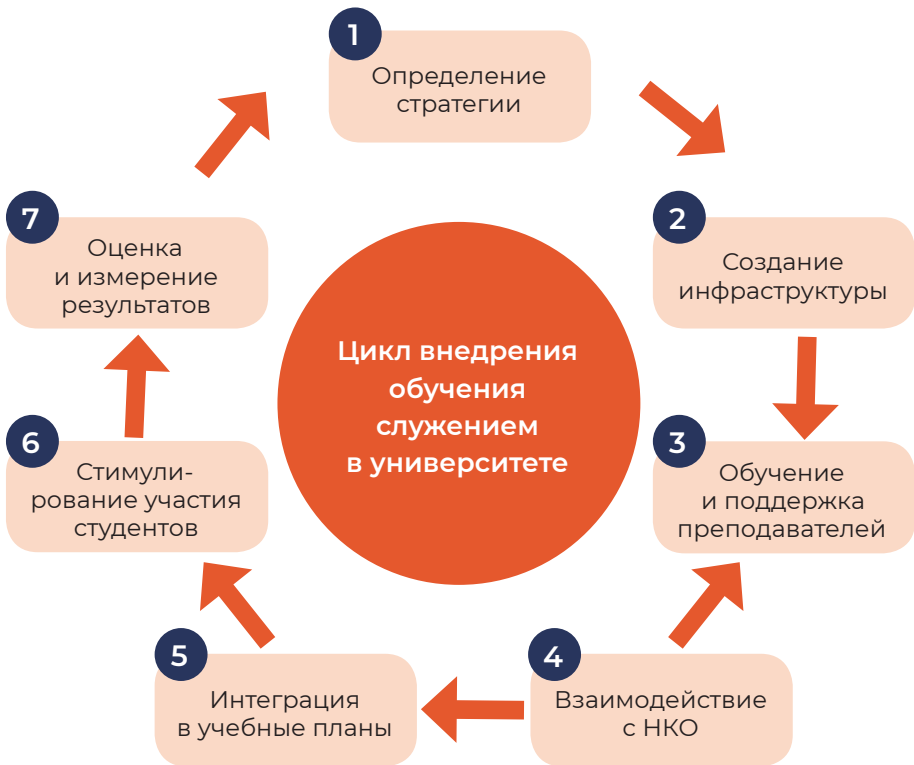 1
Определение
стратегии
2
Создание
инфраструктуры
3
Обучение
и поддержка
преподавателей
4
Взаимодействие
с НКО
5
Интеграция
в учебные планы
6
Стимули-
рование участия
студентов
7
Оценка
и измерение
результатов
Цикл внедрения
обучения
служением
в университете